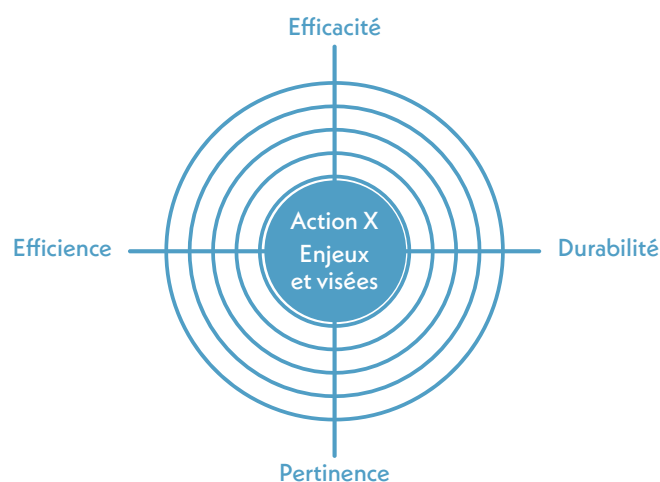 Efficacité
Action X
Enjeux
et visées
Efficience
Durabilité
Pertinence